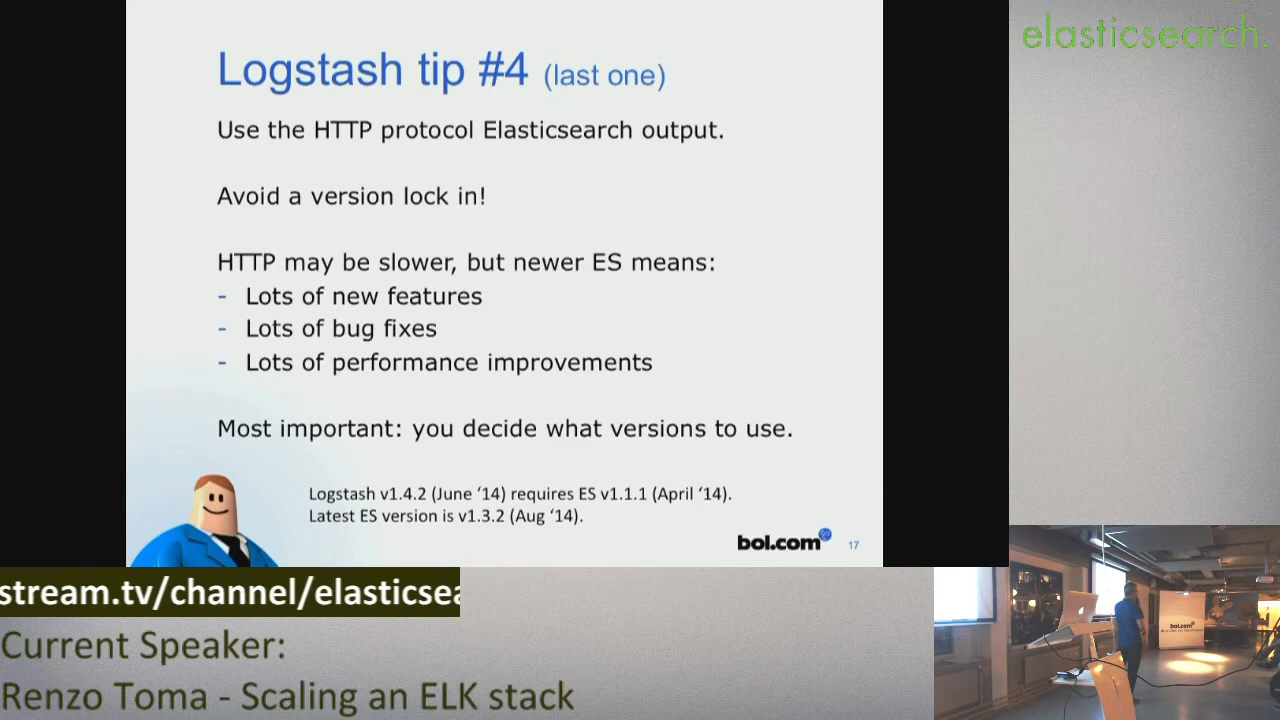 elasticsearch.
Logstash tip #4 (last one)
Use the HTTP protocol Elasticsearch output.
Avoid a version lock in!
HTTP may be slower, but newer ES means:
- Lots of new features
- Lots of bug fixes
- Lots of performance improvements
Most important: you decide what versions to use.
Logstash v1.4.2 (June ‘14) requires ES v1.1.1 (April ‘14).
Latest ES version is v1.3.2 (Aug ‘14).
bol.com
17
stream.tv/channel/elasticsea
Current Speaker:
Renzo Toma - Scaling an ELK stack
bol.com